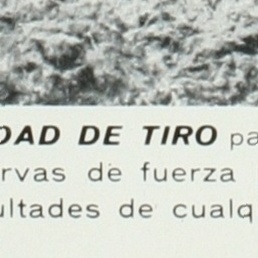 DAD DE TIRO pa
rvas de fuerza
ultades de cualq